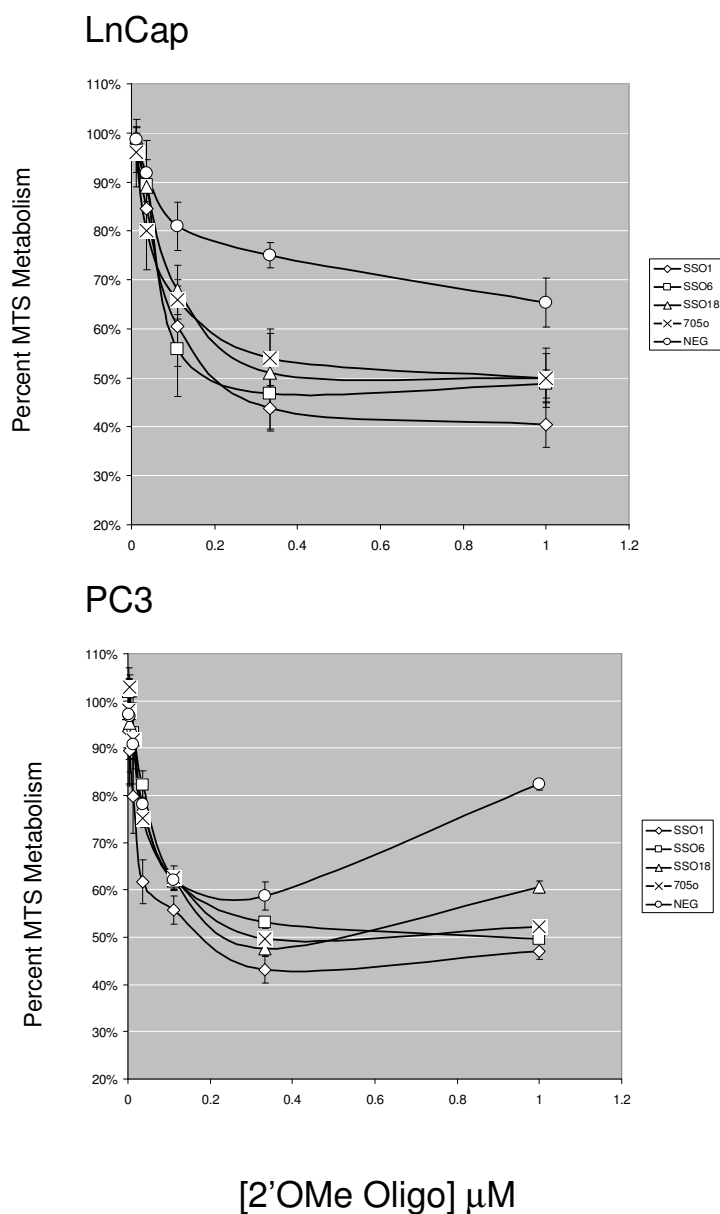 LnCap
Percent MTS Metabolism
110%
100%
90%
80%
70%
60%
50%
40%
30%
20%
0 0.2 0.4 0.6 0.8 1 1.2
SSO1
SSO6
SSO18
705o
NEG
PC3
Percent MTS Metabolism
110%
100%
90%
80%
70%
60%
50%
40%
30%
20%
0 0.2 0.4 0.6 0.8 1 1.2
SSO1
SSO6
SSO18
705o
NEG
[2'OMe Oligo] μM